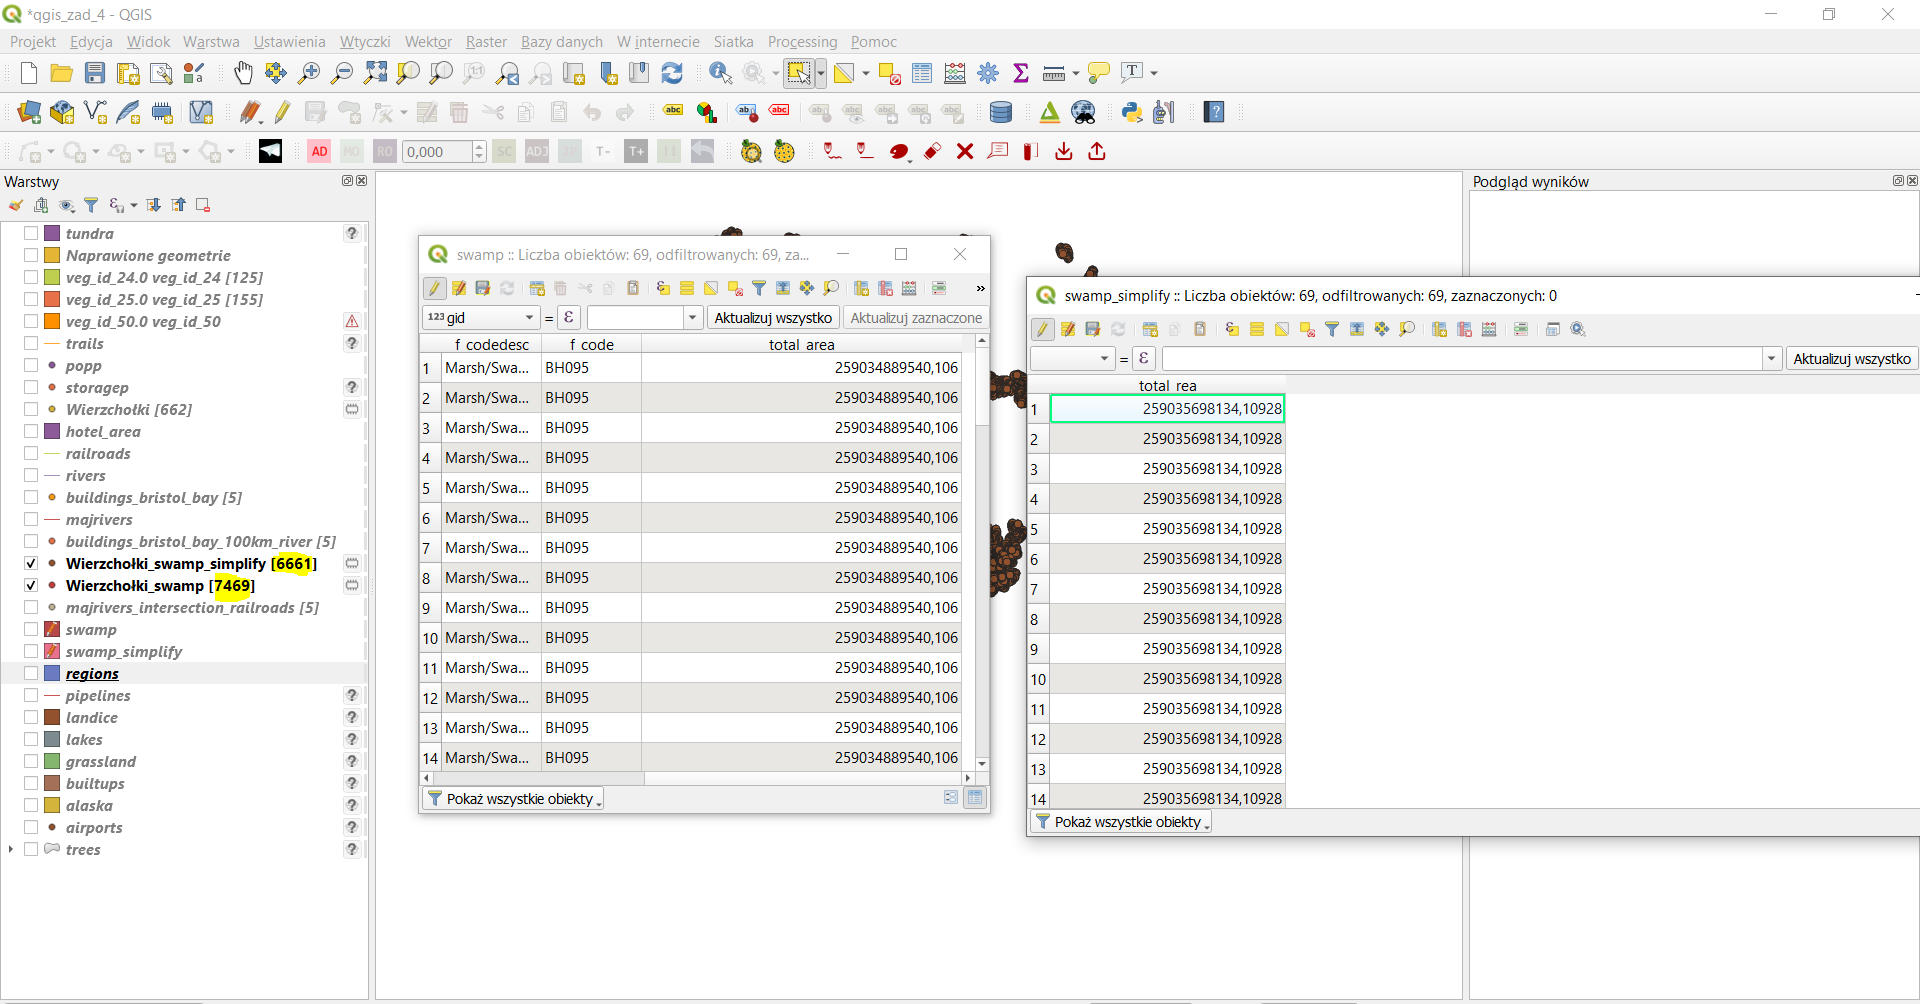 *qgis_zad_4 - QGIS
Projekt Edycja Widok Warstwa Ustawienia Wtyczki Wektor Raster Bazy danych W internecie Siatka Processing Pomoc
AD MO RO 0,000 SC ADJ T- T+
Warstwy
tundra
Naprawione geometrie
veg_id_24.0 veg_id_24 [125]
veg_id_25.0 veg_id_25 [155]
veg_id_50.0 veg_id_50
trails
popp
storagep
Wierzchołki [662]
hotel_area
railroads
rivers
buildings_bristol_bay [5]
majrivers
buildings_bristol_bay_100km_river [5]
Wierzchołki_swamp_simplify [6661]
Wierzchołki_swamp [7469]
majrivers_intersection_railroads [5]
swamp
swamp_simplify
regions
pipelines
landice
lakes
grassland
builtups
alaska
airports
trees
swamp :: Liczba obiektów: 69, odfiltrowanych: 69, za...
123 gid = ε Aktualizuj wszystko Aktualizuj zaznaczone
f_codedesc f_code total_area
1 Marsh/Swa... BH095 259034889540,106
2 Marsh/Swa... BH095 259034889540,106
3 Marsh/Swa... BH095 259034889540,106
4 Marsh/Swa... BH095 259034889540,106
5 Marsh/Swa... BH095 259034889540,106
6 Marsh/Swa... BH095 259034889540,106
7 Marsh/Swa... BH095 259034889540,106
8 Marsh/Swa... BH095 259034889540,106
9 Marsh/Swa... BH095 259034889540,106
10 Marsh/Swa... BH095 259034889540,106
11 Marsh/Swa... BH095 259034889540,106
12 Marsh/Swa... BH095 259034889540,106
13 Marsh/Swa... BH095 259034889540,106
14 Marsh/Swa... BH095 259034889540,106
Pokaż wszystkie obiekty
swamp_simplify :: Liczba obiektów: 69, odfiltrowanych: 69, zaznaczonych: 0
= ε Aktualizuj wszystko
total_rea
1 259035698134,10928
2 259035698134,10928
3 259035698134,10928
4 259035698134,10928
5 259035698134,10928
6 259035698134,10928
7 259035698134,10928
8 259035698134,10928
9 259035698134,10928
10 259035698134,10928
11 259035698134,10928
12 259035698134,10928
13 259035698134,10928
14 259035698134,10928
Pokaż wszystkie obiekty
Podgląd wyników